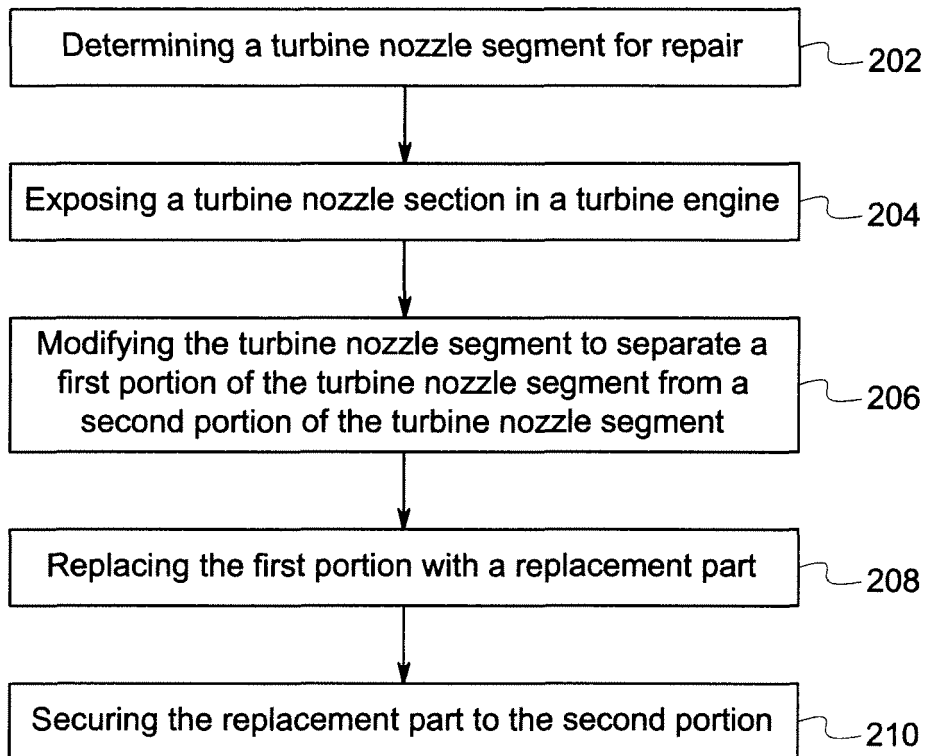 Determining a turbine nozzle segment for repair
202
Exposing a turbine nozzle section in a turbine engine
204
Modifying the turbine nozzle segment to separate a
first portion of the turbine nozzle segment from a
second portion of the turbine nozzle segment
206
Replacing the first portion with a replacement part
208
Securing the replacement part to the second portion
210